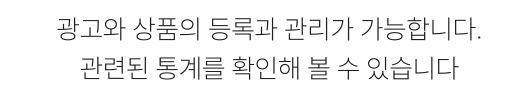 광고와 상품의 등록과 관리가 가능합니다.
관련된 통계를 확인해 볼 수 있습니다